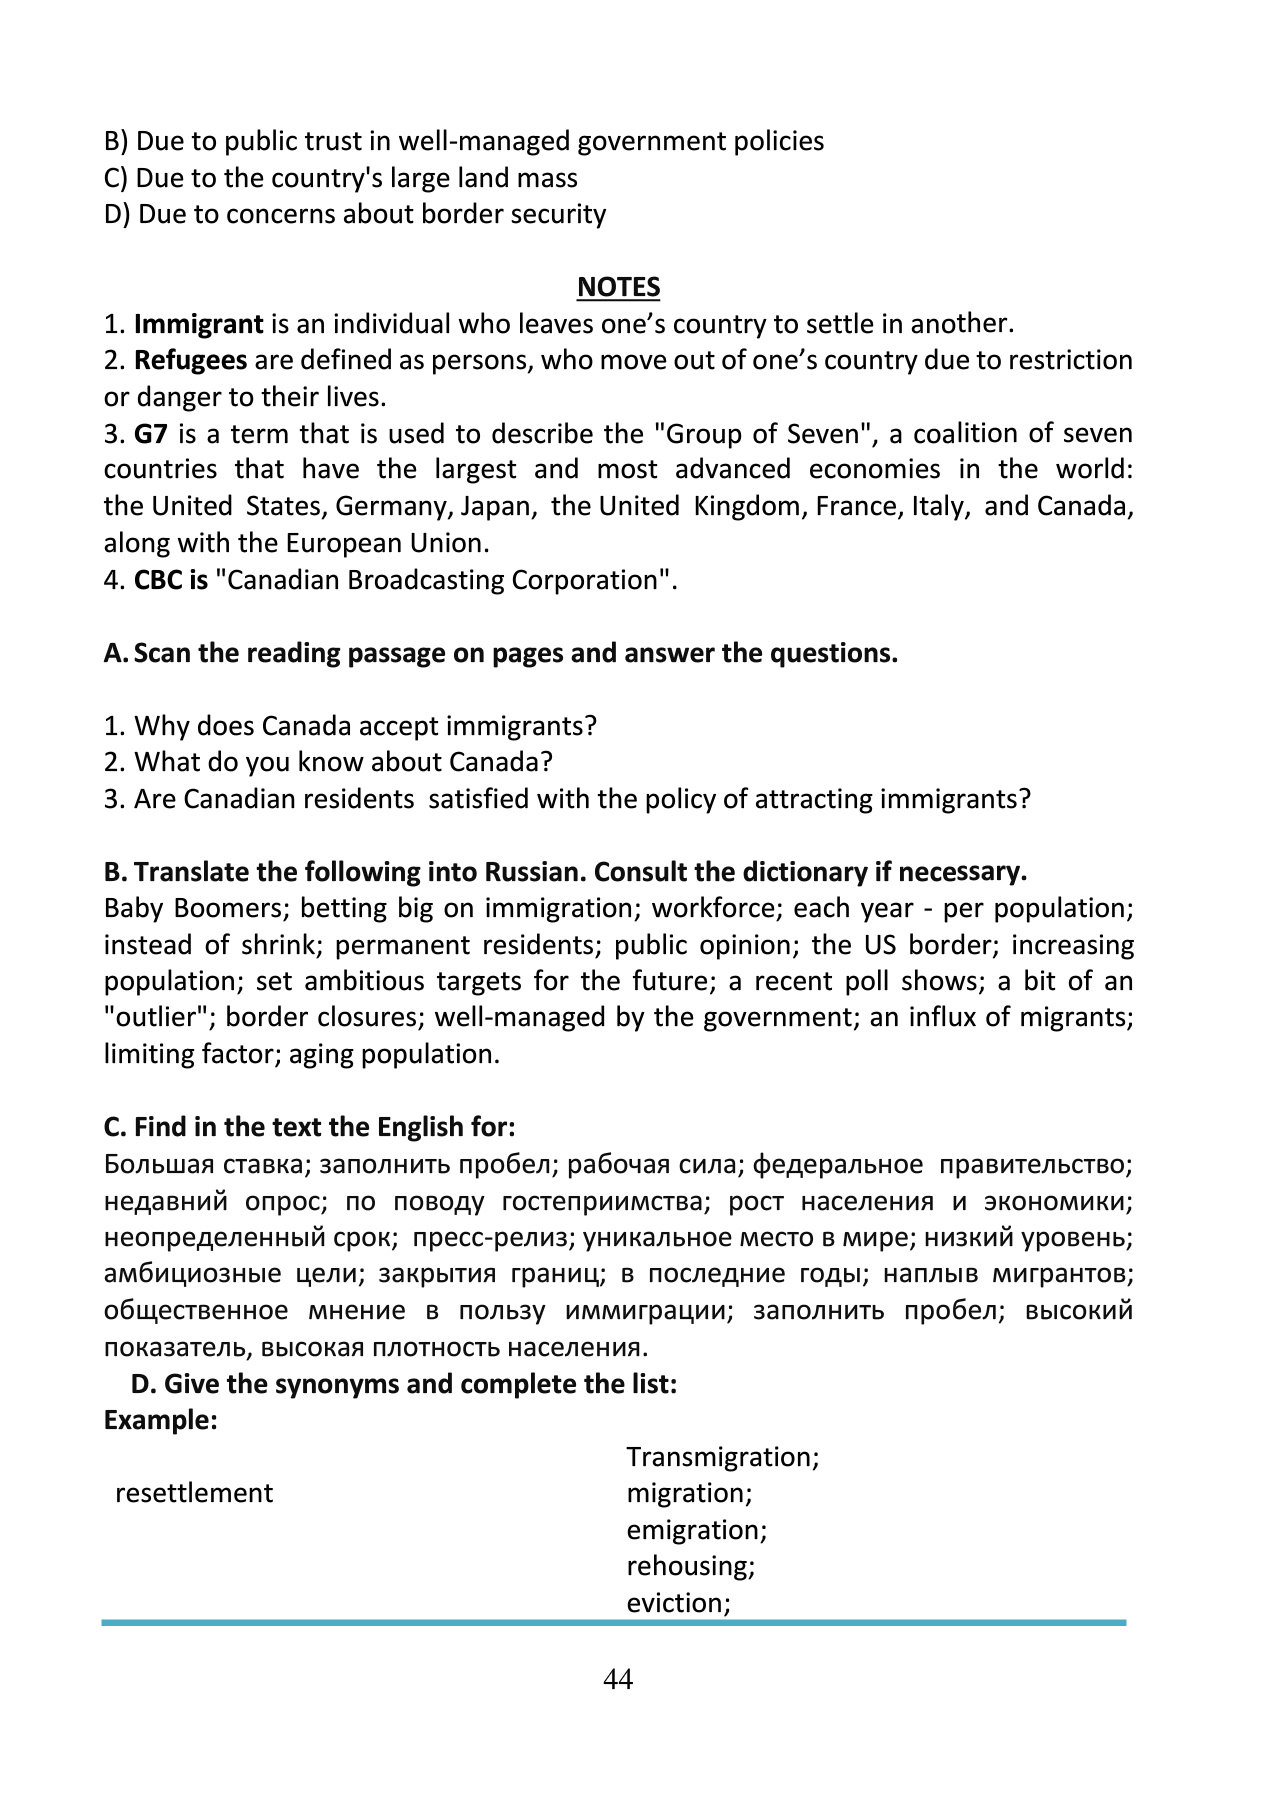 B) Due to public trust in well-managed government policies
C) Due to the country's large land mass
D) Due to concerns about border security
NOTES
1. Immigrant is an individual who leaves one’s country to settle in another.
2. Refugees are defined as persons, who move out of one’s country due to restriction
or danger to their lives.
3. G7 is a term that is used to describe the "Group of Seven", a coalition of seven
countries that have the largest and most advanced economies in the world:
the United States, Germany, Japan, the United Kingdom, France, Italy, and Canada,
along with the European Union.
4. CBC is "Canadian Broadcasting Corporation".
A. Scan the reading passage on pages and answer the questions.
1. Why does Canada accept immigrants?
2. What do you know about Canada?
3. Are Canadian residents satisfied with the policy of attracting immigrants?
B. Translate the following into Russian. Consult the dictionary if necessary.
Baby Boomers; betting big on immigration; workforce; each year - per population;
instead of shrink; permanent residents; public opinion; the US border; increasing
population; set ambitious targets for the future; a recent poll shows; a bit of an
"outlier"; border closures; well-managed by the government; an influx of migrants;
limiting factor; aging population.
C. Find in the text the English for:
Большая ставка; заполнить пробел; рабочая сила; федеральное правительство;
недавний опрос; по поводу гостеприимства; рост населения и экономики;
неопределенный срок; пресс-релиз; уникальное место в мире; низкий уровень;
амбициозные цели; закрытия границ; в последние годы; наплыв мигрантов;
общественное мнение в пользу иммиграции; заполнить пробел; высокий
показатель, высокая плотность населения.
D. Give the synonyms and complete the list:
Example:
Transmigration;
resettlement migration;
emigration;
rehousing;
eviction;
44